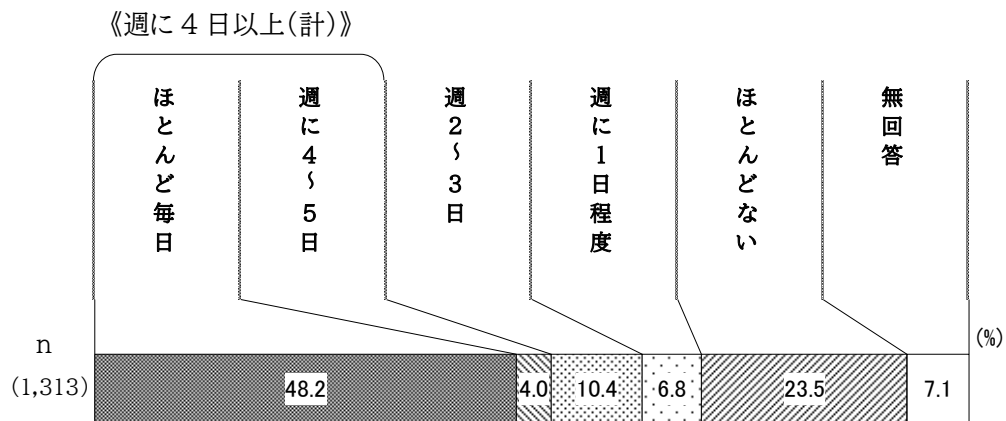 《週に４日以上(計)》
ほとんど毎日
週に４～５日
週２～３日
週に１日程度
ほとんどない
無回答
(%)
n
(1,313)
48.2
4.0
10.4
6.8
23.5
7.1